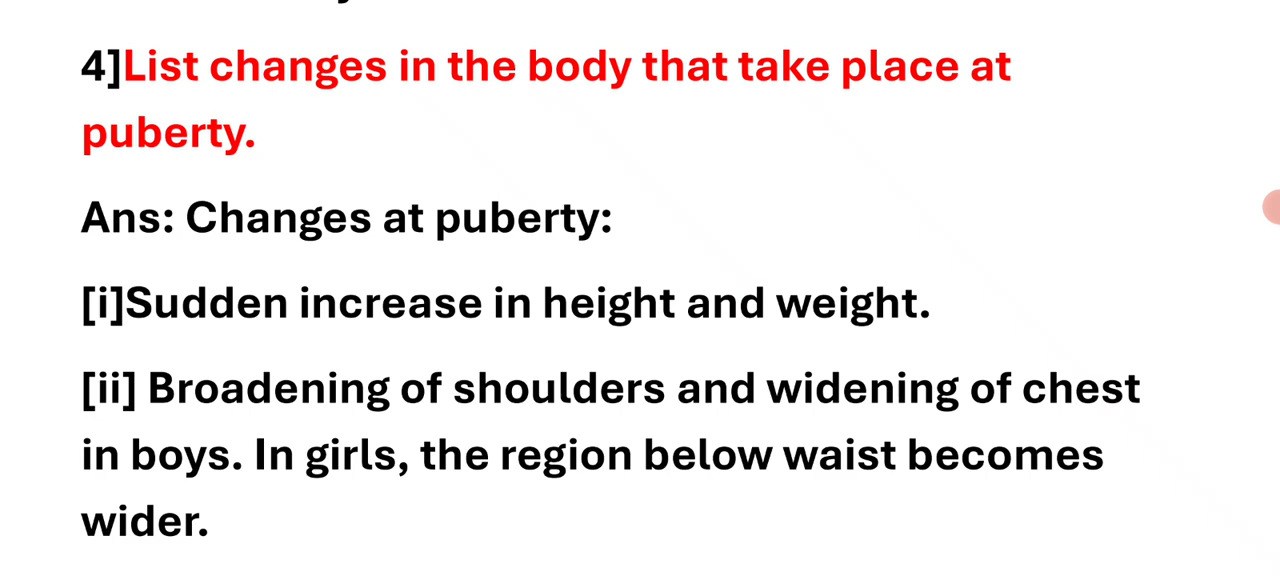 4]List changes in the body that take place at
puberty.
Ans: Changes at puberty:
[i]Sudden increase in height and weight.
[ii] Broadening of shoulders and widening of chest
in boys. In girls, the region below waist becomes
wider.